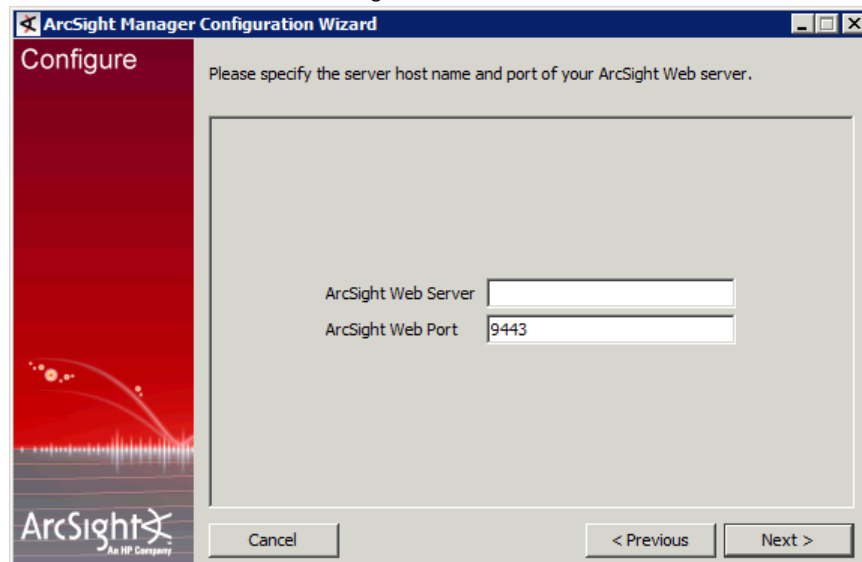 ArcSight Manager Configuration Wizard
Configure
Please specify the server host name and port of your ArcSight Web server.
ArcSight Web Server
ArcSight Web Port 9443
ArcSight
An HP Company
Cancel < Previous Next >